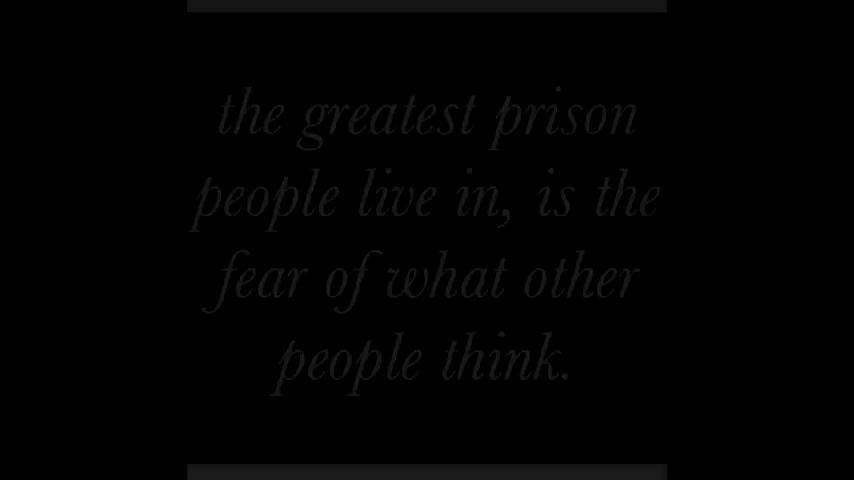 the greatest prison
people live in, is the
fear of what other
people think.